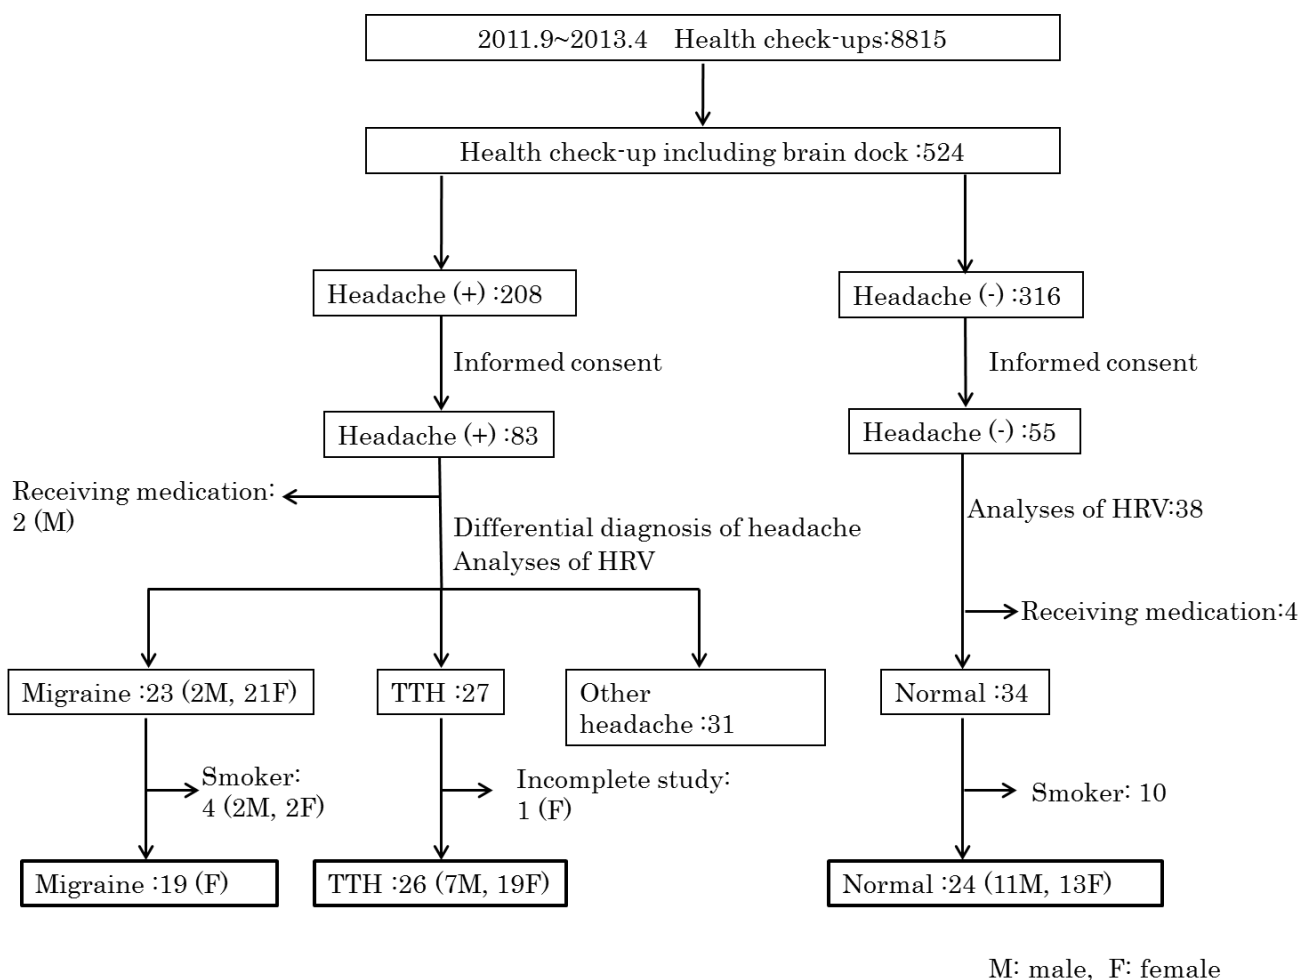 2011.9~2013.4 Health check-ups:8815
Health check-up including brain dock :524
Headache (+) :208
Headache (-) :316
Informed consent
Informed consent
Headache (+) :83
Headache (-) :55
Receiving medication:
2 (M)
Analyses of HRV:38
Differential diagnosis of headache
Analyses of HRV
Receiving medication:4
Migraine :23 (2M, 21F)
TTH :27
Other
headache :31
Normal :34
Smoker:
4 (2M, 2F)
Incomplete study:
1 (F)
Smoker: 10
Migraine :19 (F)
TTH :26 (7M, 19F)
Normal :24 (11M, 13F)
M: male, F: female